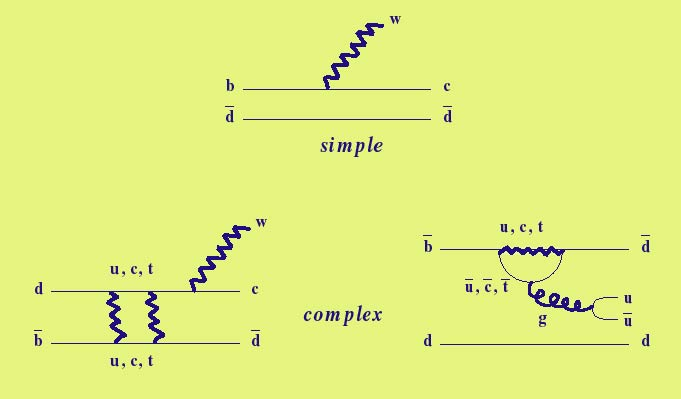 w
b c
d̅ d̅
simple
w
u, c, t
d c
b̅ d̅
u, c, t
complex
u, c, t
b̅ d̅
u̅, c̅, t̅
u
g u̅
d d